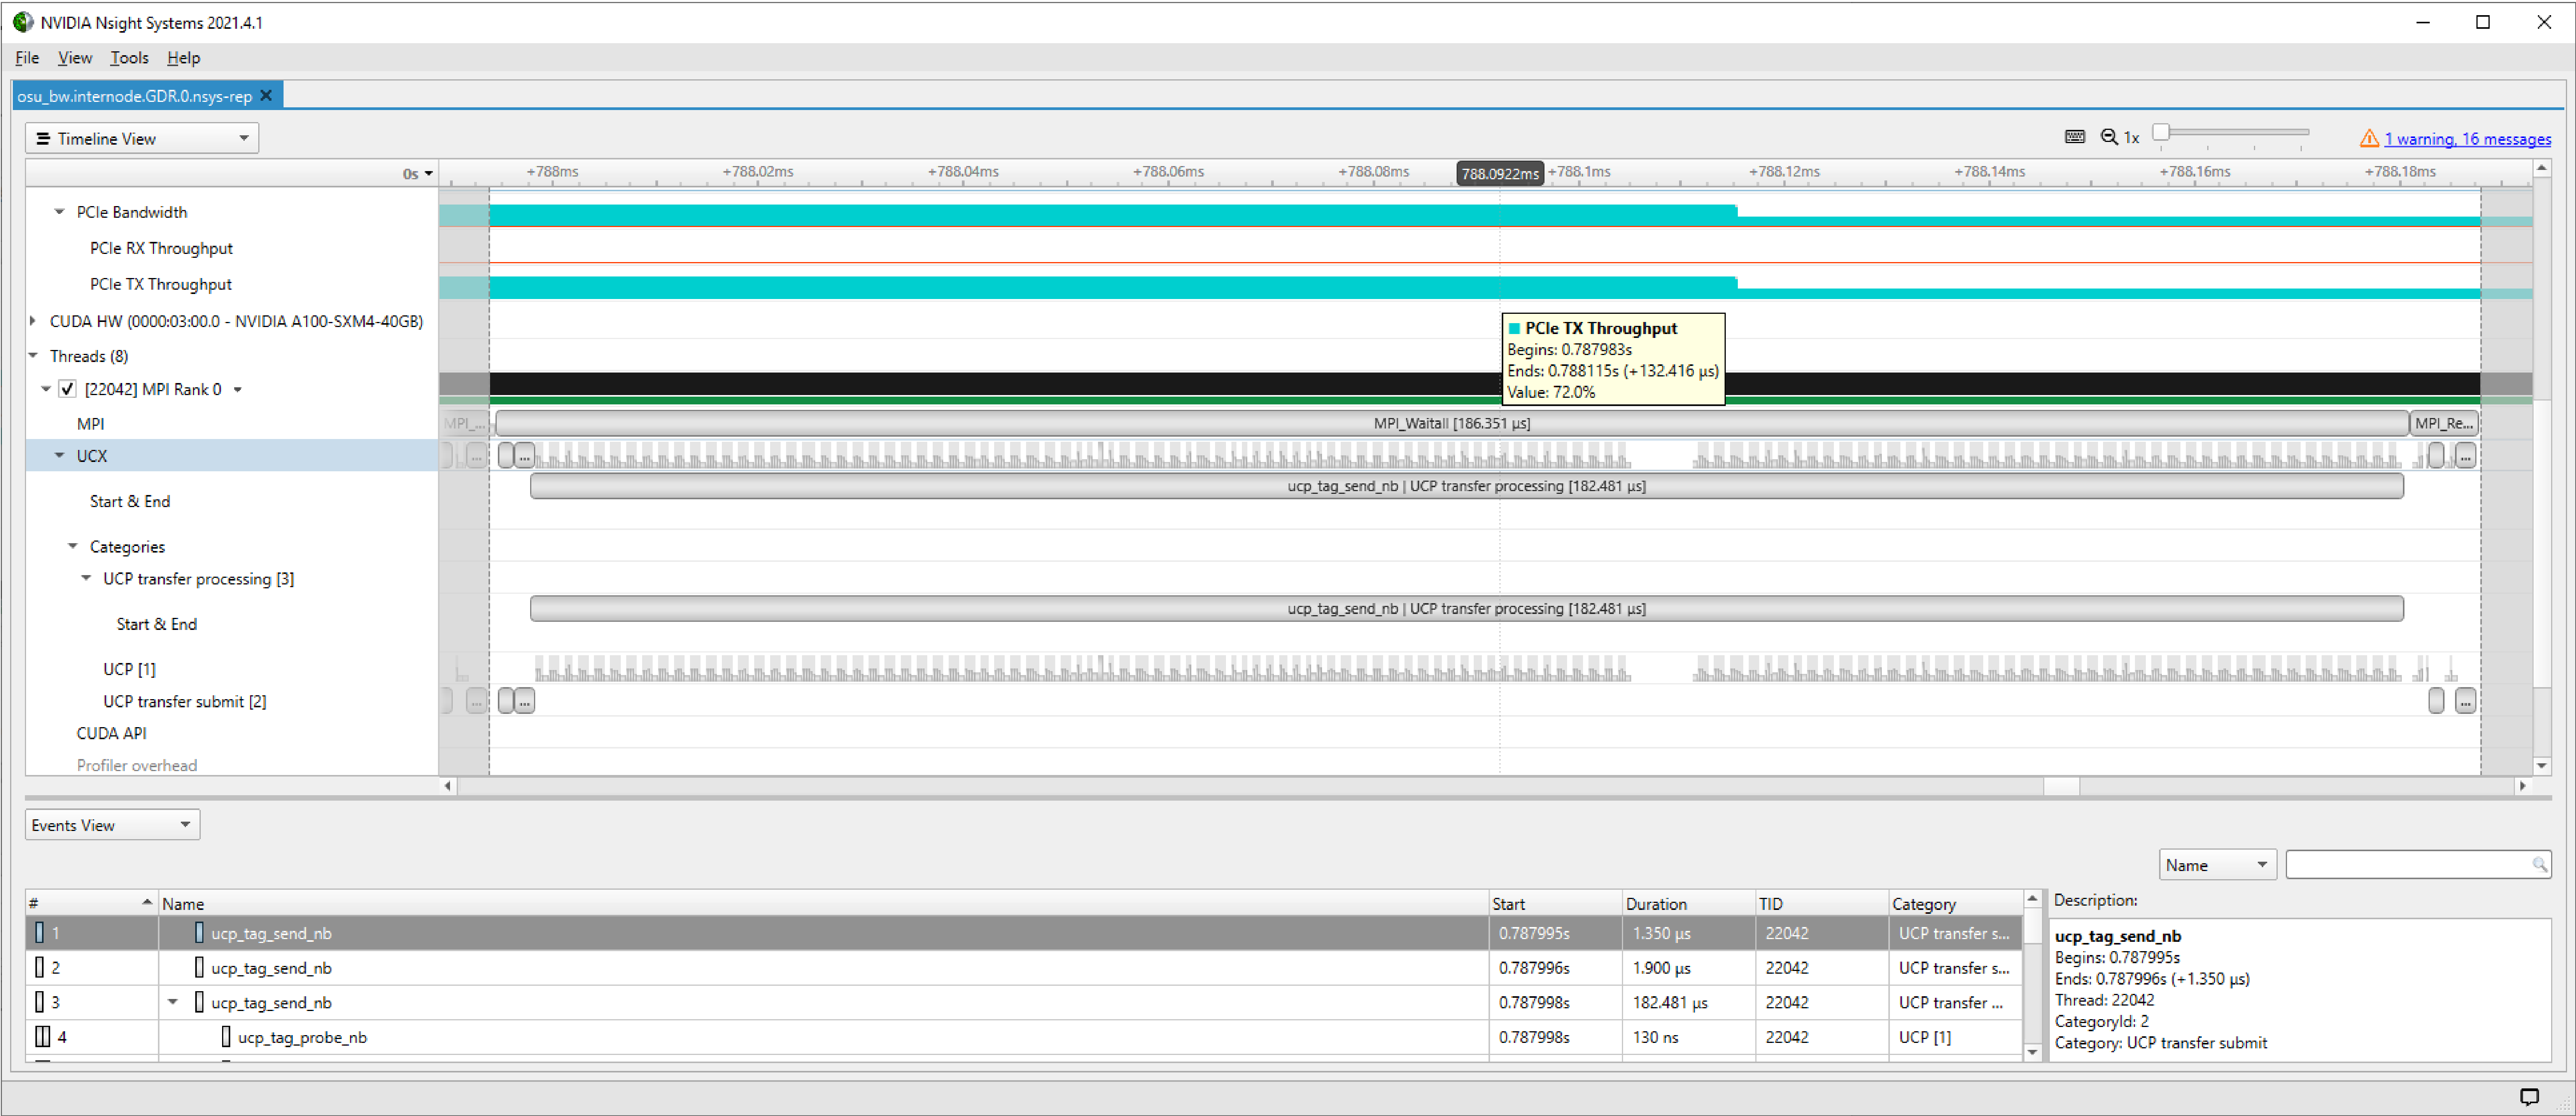 NVIDIA Nsight Systems 2021.4.1
File View Tools Help
osu_bw.internode.GDR.0.nsys-rep
Timeline View
1x
1 warning, 16 messages
0s
+788ms +788.02ms +788.04ms +788.06ms +788.08ms 788.0922ms +788.1ms +788.12ms +788.14ms +788.16ms +788.18ms
PCIe Bandwidth
PCIe RX Throughput
PCIe TX Throughput
CUDA HW (0000:03:00.0 - NVIDIA A100-SXM4-40GB)
PCIe TX Throughput
Begins: 0.787983s
Ends: 0.788115s (+132.416 µs)
Value: 72.0%
Threads (8)
[22042] MPI Rank 0
MPI MPI_... MPI_Waitall [186.351 µs] MPI_Re...
UCX ... ... ...
Start & End ucp_tag_send_nb | UCP transfer processing [182.481 µs]
Categories
UCP transfer processing [3]
Start & End ucp_tag_send_nb | UCP transfer processing [182.481 µs]
UCP [1]
UCP transfer submit [2] ... ... ...
CUDA API
Profiler overhead
Events View
Name
# Name Start Duration TID Category
1 ucp_tag_send_nb 0.787995s 1.350 µs 22042 UCP transfer s...
2 ucp_tag_send_nb 0.787996s 1.900 µs 22042 UCP transfer s...
3 ucp_tag_send_nb 0.787998s 182.481 µs 22042 UCP transfer ...
4 ucp_tag_probe_nb 0.787998s 130 ns 22042 UCP [1]
Description:
ucp_tag_send_nb
Begins: 0.787995s
Ends: 0.787996s (+1.350 µs)
Thread: 22042
CategoryId: 2
Category: UCP transfer submit